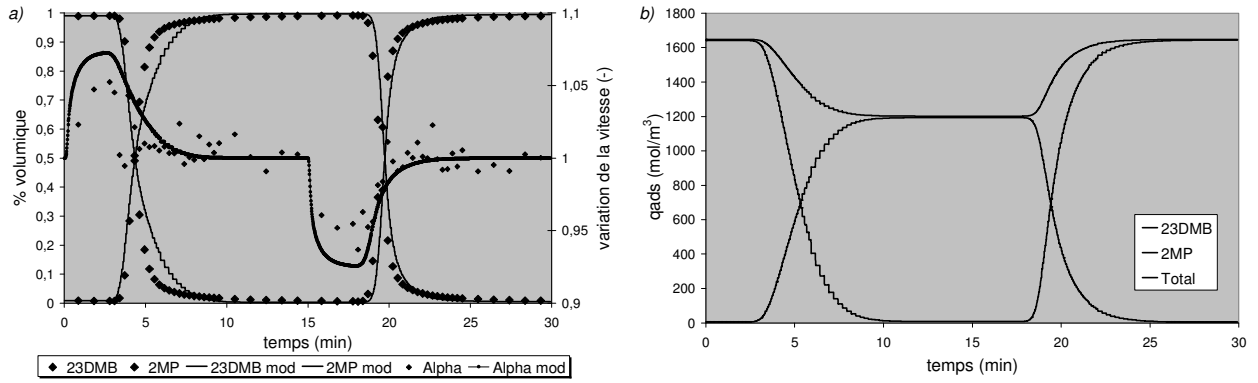 a)
1
0,9
0,8
0,7
0,6
0,5
0,4
0,3
0,2
0,1
0
% volumique
1,1
1,05
1
0,95
0,9
variation de la vitesse (-)
0 5 10 15 20 25 30
temps (min)
23DMB 2MP 23DMB mod 2MP mod Alpha Alpha mod
b)
1800
1600
1400
1200
1000
800
600
400
200
0
qads (mol/m³)
23DMB
2MP
Total
0 5 10 15 20 25 30
temps (min)